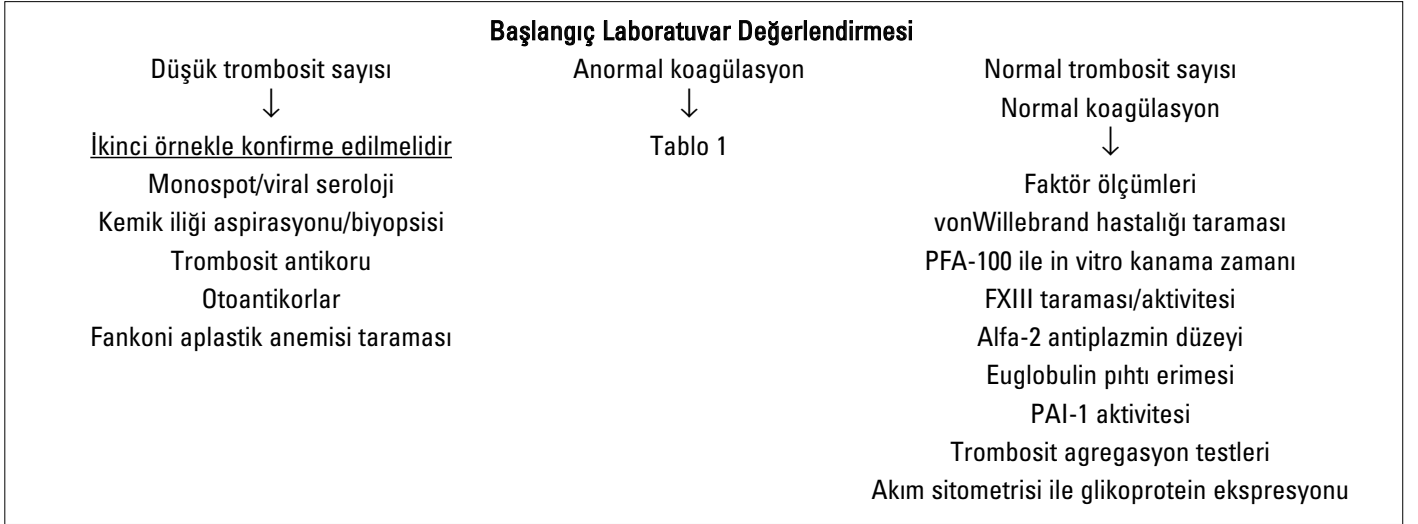 Başlangıç Laboratuvar Değerlendirmesi
Düşük trombosit sayısı
↓
İkinci örnekle konfirme edilmelidir
Monospot/viral seroloji
Kemik iliği aspirasyonu/biyopsisi
Trombosit antikoru
Otoantikorlar
Fankoni aplastik anemisi taraması
Anormal koagülasyon
↓
Tablo 1
Normal trombosit sayısı
Normal koagülasyon
↓
Faktör ölçümleri
vonWillebrand hastalığı taraması
PFA-100 ile in vitro kanama zamanı
FXIII taraması/aktivitesi
Alfa-2 antiplazmin düzeyi
Euglobulin pıhtı erimesi
PAI-1 aktivitesi
Trombosit agregasyon testleri
Akım sitometrisi ile glikoprotein ekspresyonu